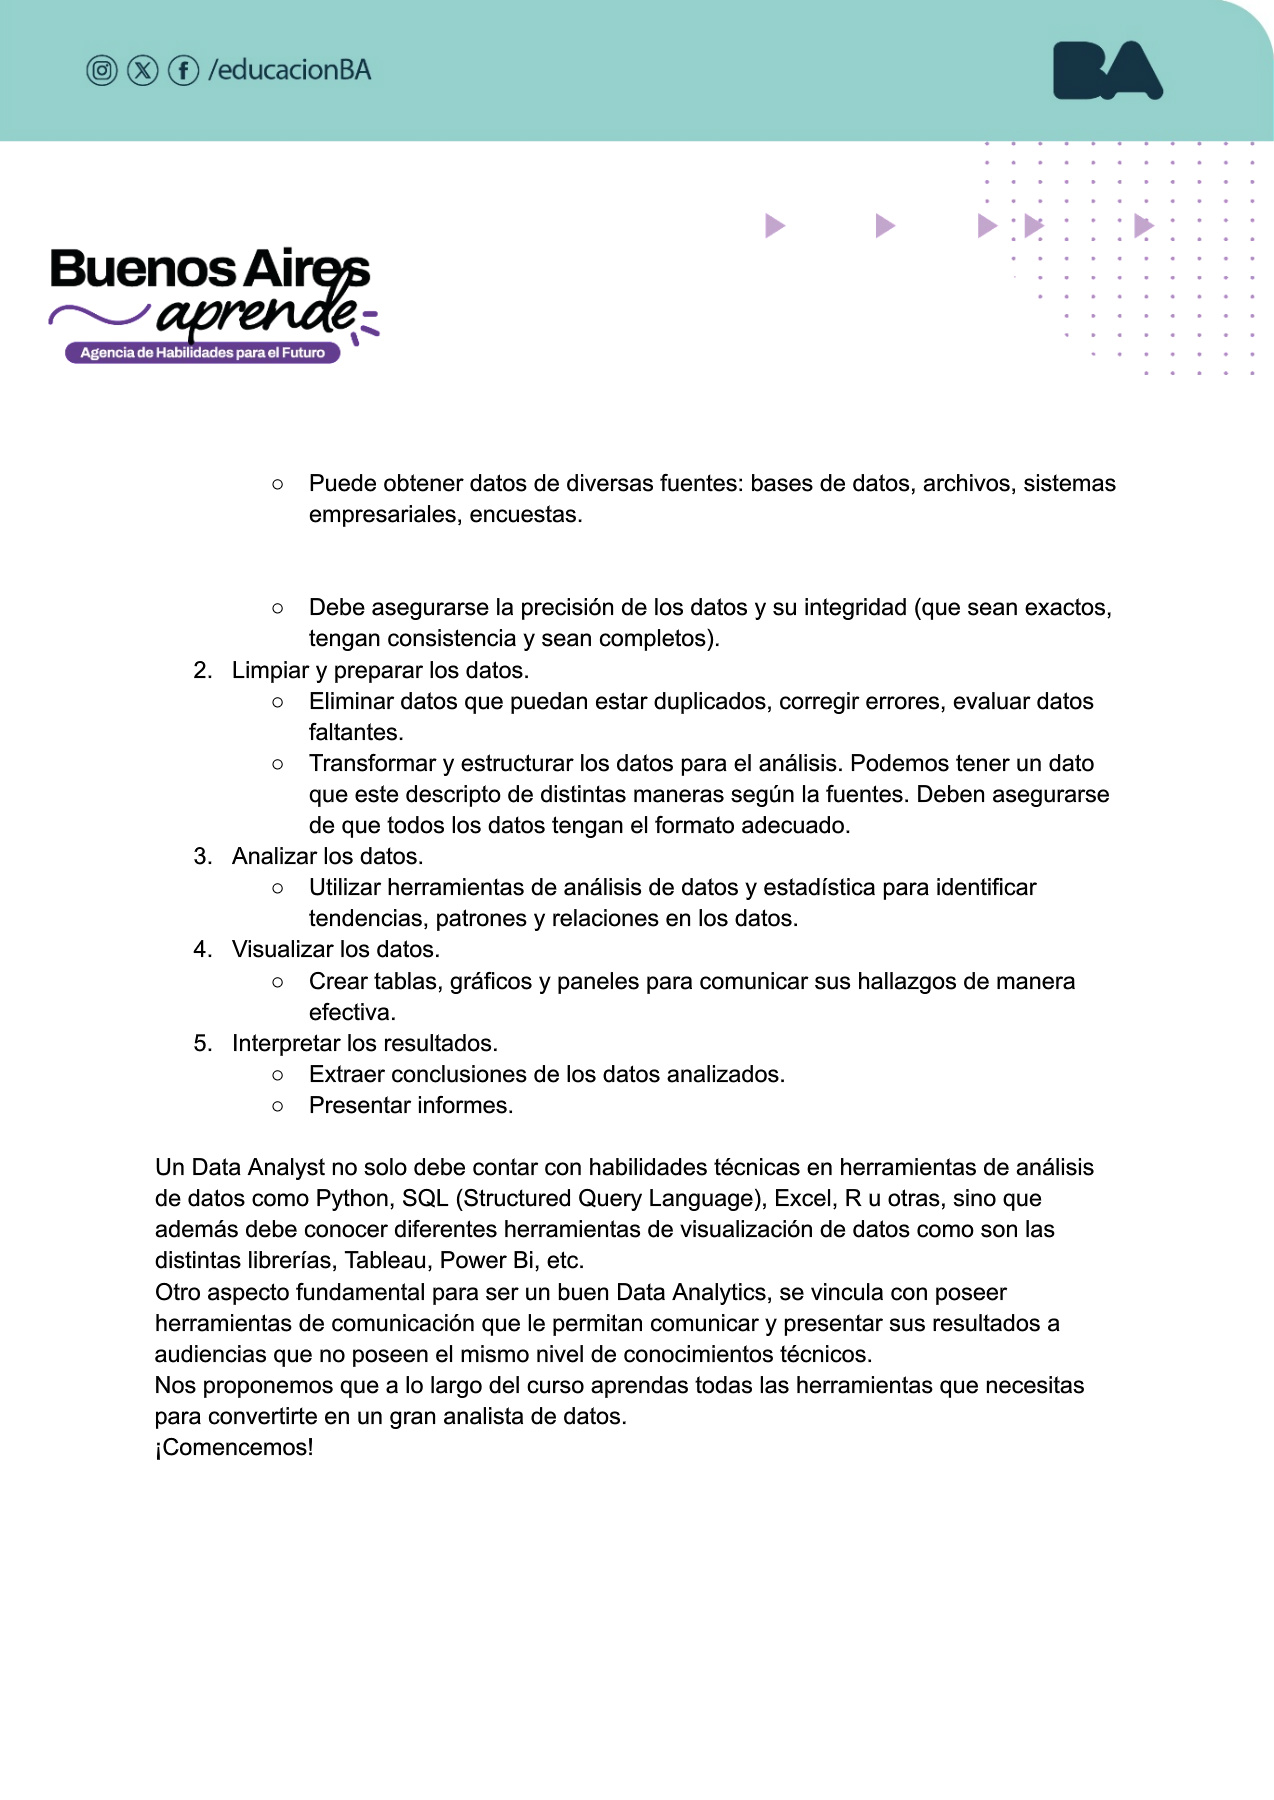 /educacionBA
BA
Buenos Aires
aprende
Agencia de Habilidades para el Futuro
○ Puede obtener datos de diversas fuentes: bases de datos, archivos, sistemas
empresariales, encuestas.
○ Debe asegurarse la precisión de los datos y su integridad (que sean exactos,
tengan consistencia y sean completos).
2. Limpiar y preparar los datos.
○ Eliminar datos que puedan estar duplicados, corregir errores, evaluar datos
faltantes.
○ Transformar y estructurar los datos para el análisis. Podemos tener un dato
que este descripto de distintas maneras según la fuentes. Deben asegurarse
de que todos los datos tengan el formato adecuado.
3. Analizar los datos.
○ Utilizar herramientas de análisis de datos y estadística para identificar
tendencias, patrones y relaciones en los datos.
4. Visualizar los datos.
○ Crear tablas, gráficos y paneles para comunicar sus hallazgos de manera
efectiva.
5. Interpretar los resultados.
○ Extraer conclusiones de los datos analizados.
○ Presentar informes.
Un Data Analyst no solo debe contar con habilidades técnicas en herramientas de análisis
de datos como Python, SQL (Structured Query Language), Excel, R u otras, sino que
además debe conocer diferentes herramientas de visualización de datos como son las
distintas librerías, Tableau, Power Bi, etc.
Otro aspecto fundamental para ser un buen Data Analytics, se vincula con poseer
herramientas de comunicación que le permitan comunicar y presentar sus resultados a
audiencias que no poseen el mismo nivel de conocimientos técnicos.
Nos proponemos que a lo largo del curso aprendas todas las herramientas que necesitas
para convertirte en un gran analista de datos.
¡Comencemos!